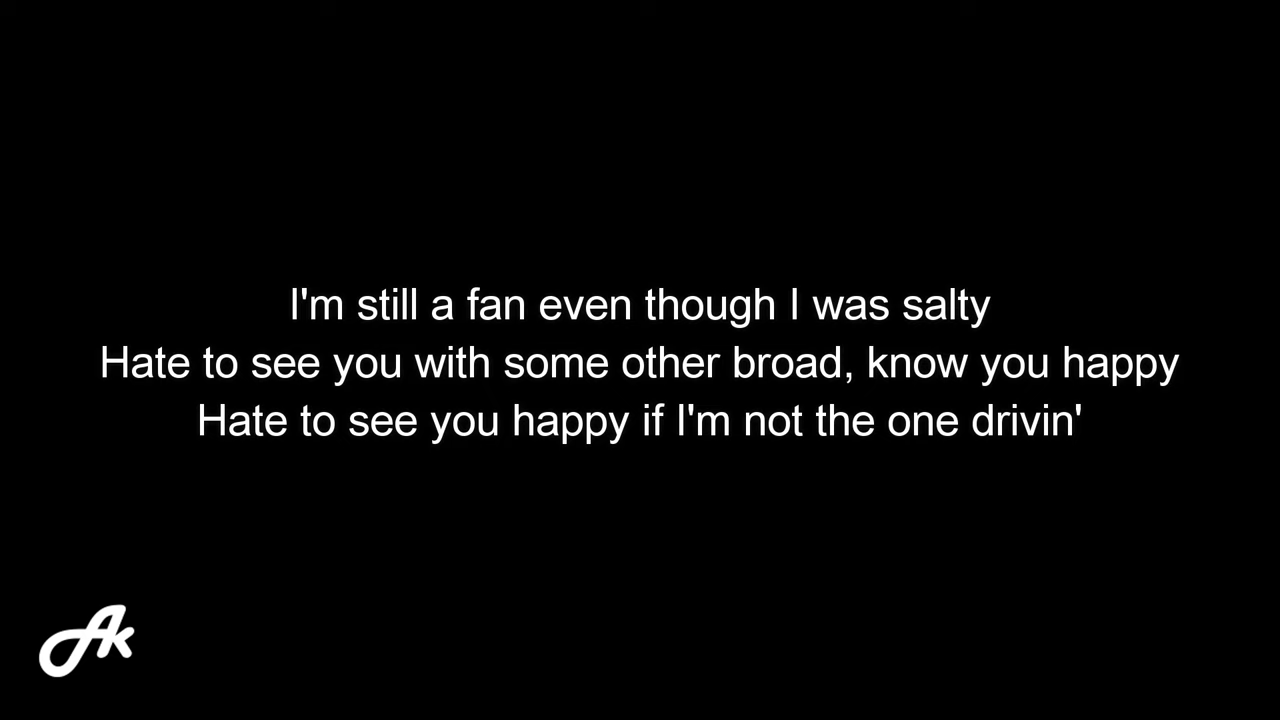 I'm still a fan even though I was salty
Hate to see you with some other broad, know you happy
Hate to see you happy if I'm not the one drivin'
Ak